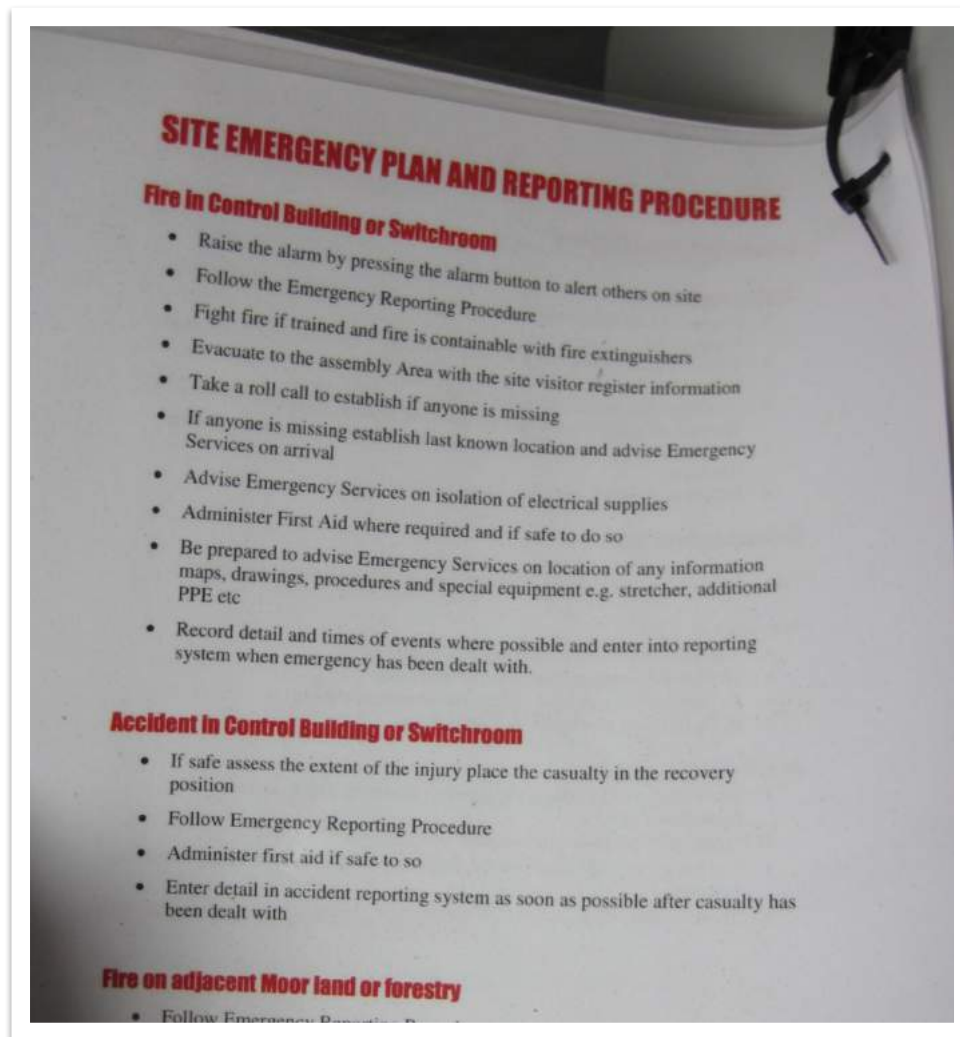 SITE EMERGENCY PLAN AND REPORTING PROCEDURE
Fire in Control Building or Switchroom
• Raise the alarm by pressing the alarm button to alert others on site
• Follow the Emergency Reporting Procedure
• Fight fire if trained and fire is containable with fire extinguishers
• Evacuate to the assembly Area with the site visitor register information
• Take a roll call to establish if anyone is missing
• If anyone is missing establish last known location and advise Emergency
Services on arrival
• Advise Emergency Services on isolation of electrical supplies
• Administer First Aid where required and if safe to do so
• Be prepared to advise Emergency Services on location of any information
maps, drawings, procedures and special equipment e.g. stretcher, additional
PPE etc
• Record detail and times of events where possible and enter into reporting
system when emergency has been dealt with.
Accident in Control Building or Switchroom
• If safe assess the extent of the injury place the casualty in the recovery
position
• Follow Emergency Reporting Procedure
• Administer first aid if safe to so
• Enter detail in accident reporting system as soon as possible after casualty has
been dealt with
Fire on adjacent Moor land or forestry
• Follow Emergency Reporting